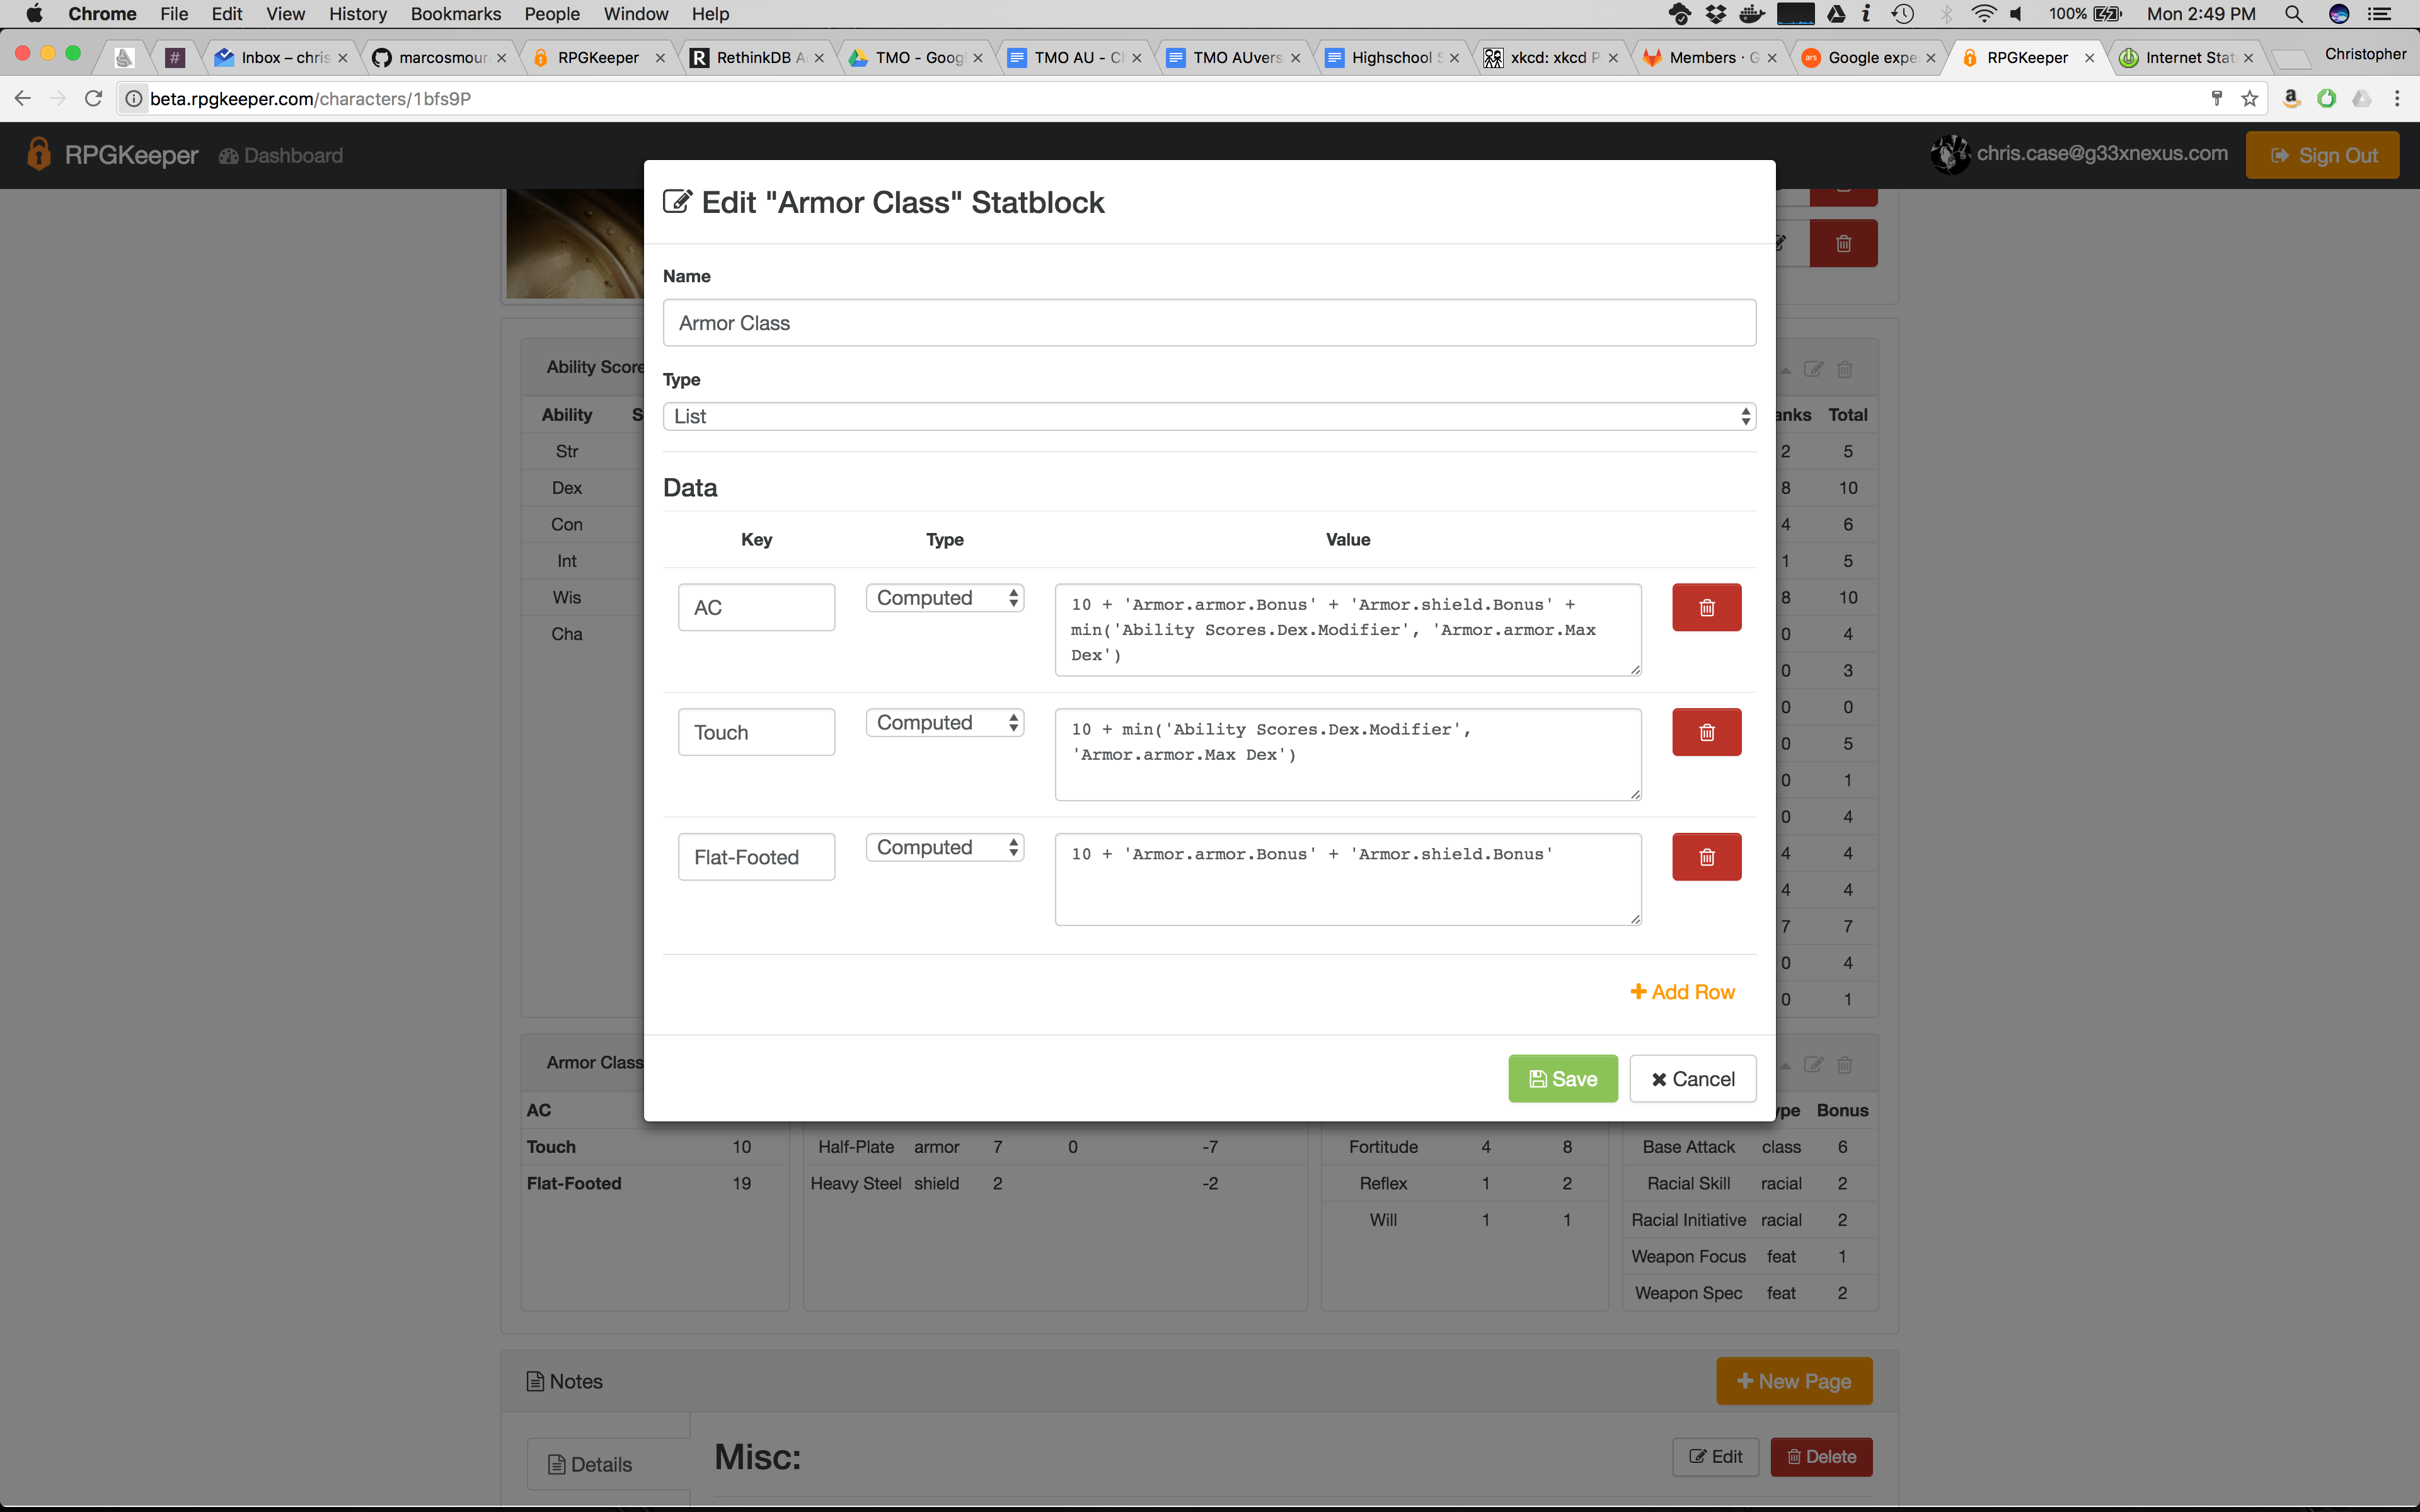 Chrome File Edit View History Bookmarks People Window Help 100% Mon 2:49 PM
Inbox – chris marcosmour RPGKeeper RethinkDB A TMO - Goog TMO AU - C TMO AUvers Highschool S xkcd: xkcd P Members · G Google expe RPGKeeper Internet Stat Christopher
beta.rpgkeeper.com/characters/1bfs9P
RPGKeeper Dashboard chris.case@g33xnexus.com Sign Out
Edit "Armor Class" Statblock
Name
Armor Class
Type
List
Data
Key Type Value
AC Computed 10 + 'Armor.armor.Bonus' + 'Armor.shield.Bonus' +
min('Ability Scores.Dex.Modifier', 'Armor.armor.Max
Dex')
Touch Computed 10 + min('Ability Scores.Dex.Modifier',
'Armor.armor.Max Dex')
Flat-Footed Computed 10 + 'Armor.armor.Bonus' + 'Armor.shield.Bonus'
Add Row
Save Cancel
Ability Score
Ability S
Str
Dex
Con
Int
Wis
Cha
anks Total
2 5
8 10
4 6
1 5
8 10
0 4
0 3
0 0
0 5
0 1
0 4
4 4
4 4
7 7
0 4
0 1
Armor Class
AC
Touch 10
Flat-Footed 19
Half-Plate armor 7 0 -7
Heavy Steel shield 2 -2
Fortitude 4 8
Reflex 1 2
Will 1 1
ype Bonus
Base Attack class 6
Racial Skill racial 2
Racial Initiative racial 2
Weapon Focus feat 1
Weapon Spec feat 2
Notes New Page
Details Misc: Edit Delete